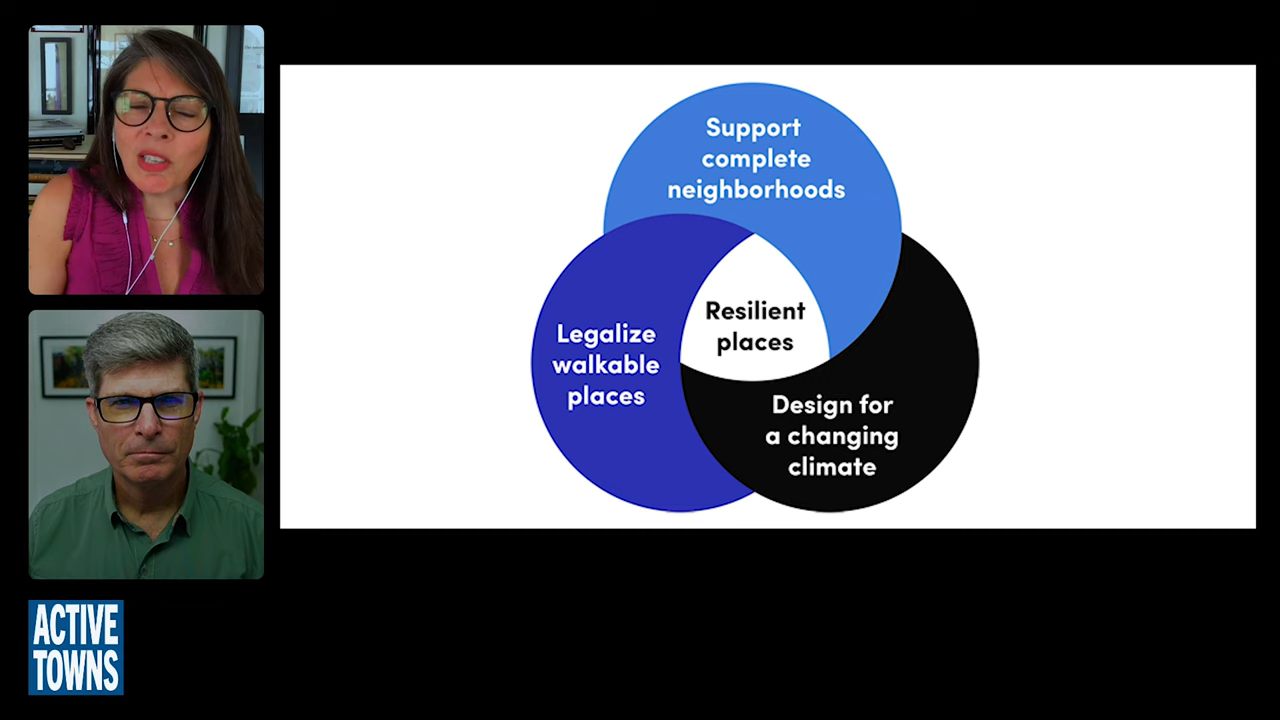 Support
complete
neighborhoods
Legalize
walkable
places
Resilient
places
Design for
a changing
climate
ACTIVE
TOWNS